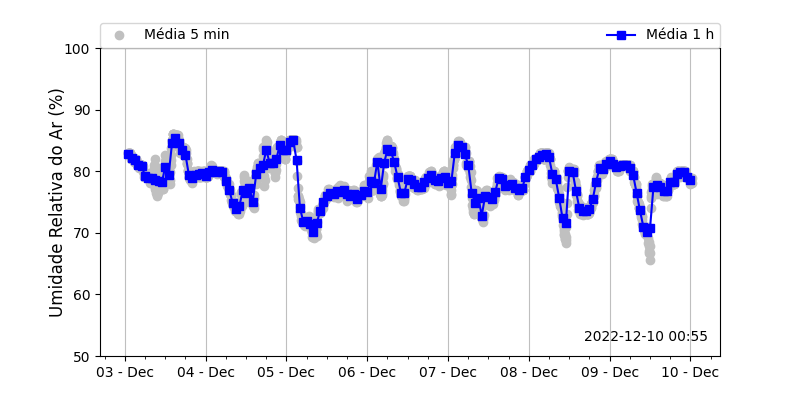 Média 5 min
Média 1 h
100
90
80
70
60
50
Umidade Relativa do Ar (%)
2022-12-10 00:55
03 - Dec
04 - Dec
05 - Dec
06 - Dec
07 - Dec
08 - Dec
09 - Dec
10 - Dec